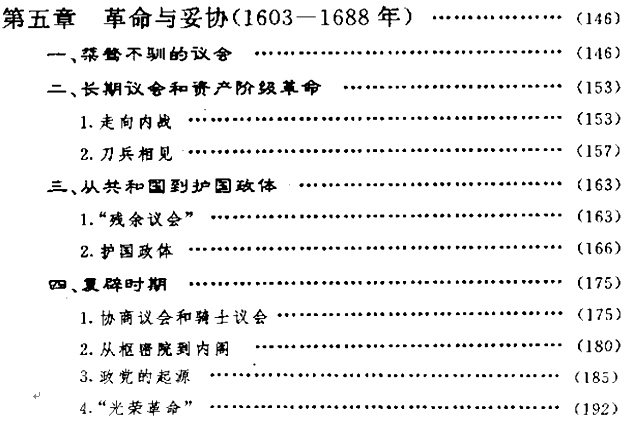 第五章 革命与妥协(1603—1688年) ……………… (146)
一、桀骜不驯的议会 ……………… (146)
二、长期议会和资产阶级革命 ……………… (153)
1.走向内战 ……………… (153)
2.刀兵相见 ……………… (157)
三、从共和国到护国政体 ……………… (163)
1.“残余议会” ……………… (163)
2.护国政体 ……………… (166)
四、复辟时期 ……………… (175)
1.协商议会和骑士议会 ……………… (175)
2.从枢密院到内阁 ……………… (180)
3.政党的起源 ……………… (185)
4.“光荣革命” ……………… (192)